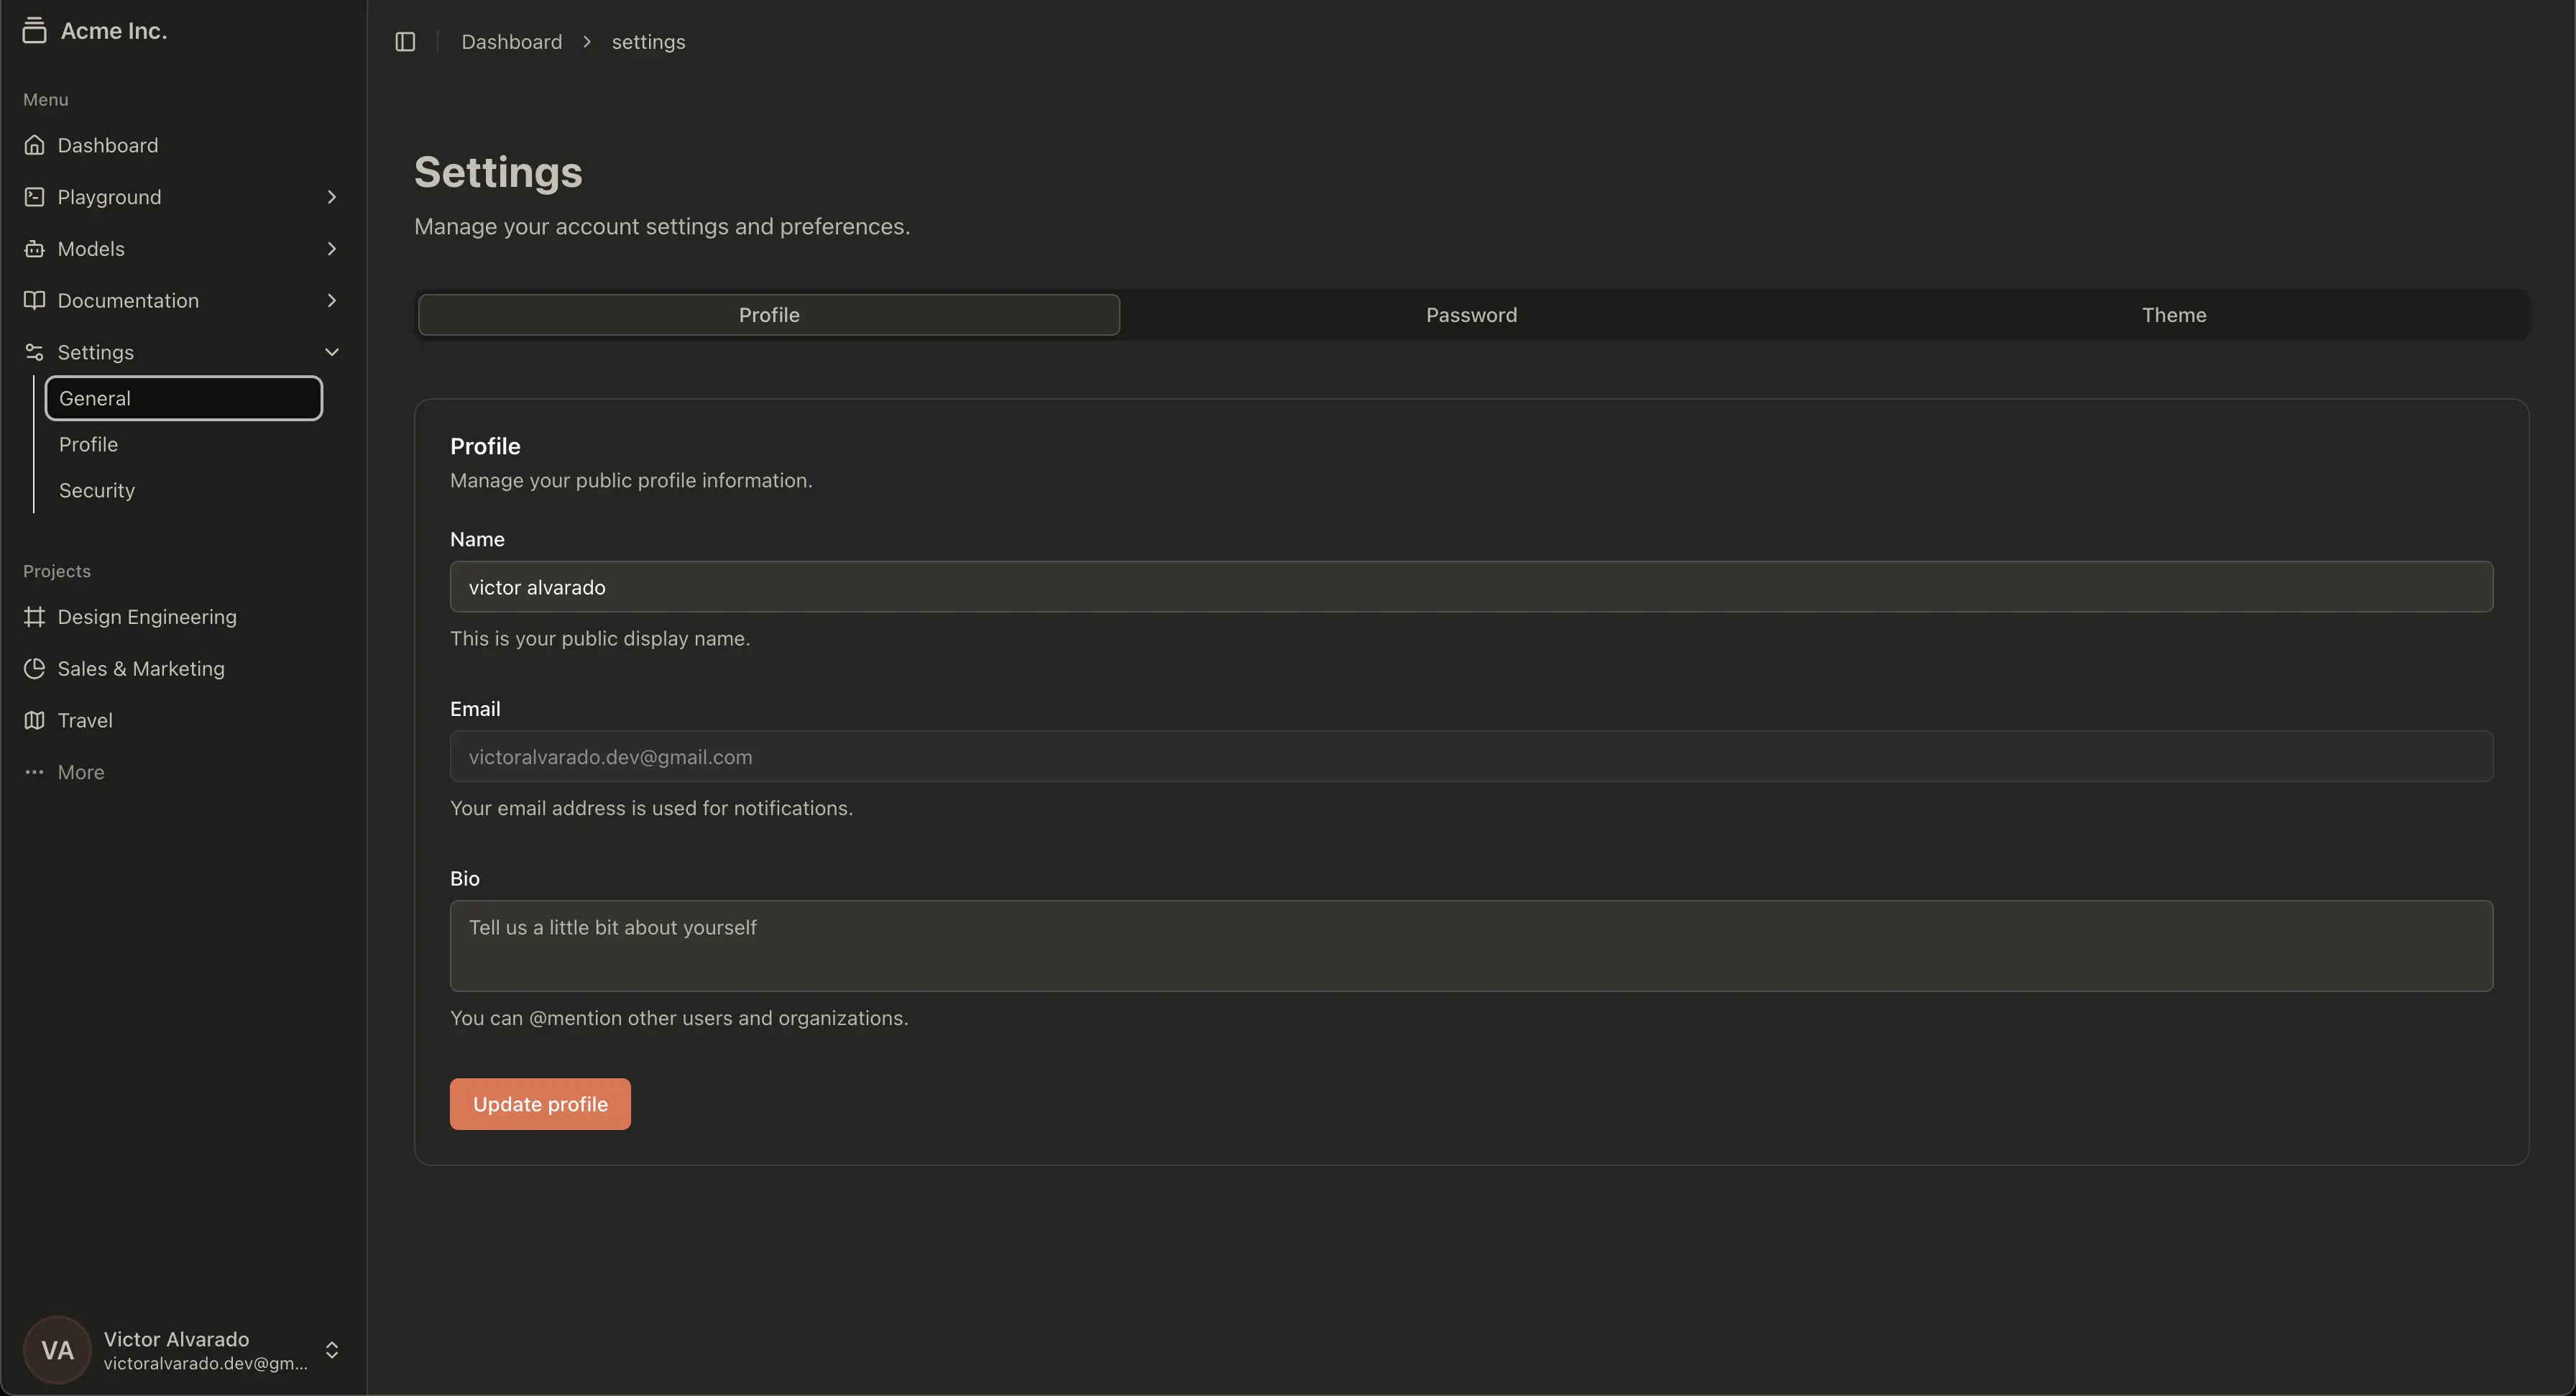 Acme Inc.
Menu
Dashboard
Playground
Models
Documentation
Settings
General
Profile
Security
Projects
Design Engineering
Sales & Marketing
Travel
More
VA
Victor Alvarado
victoralvarado.dev@gm...
Dashboard > settings
Settings
Manage your account settings and preferences.
Profile Password Theme
Profile
Manage your public profile information.
Name
victor alvarado
This is your public display name.
Email
victoralvarado.dev@gmail.com
Your email address is used for notifications.
Bio
Tell us a little bit about yourself
You can @mention other users and organizations.
Update profile